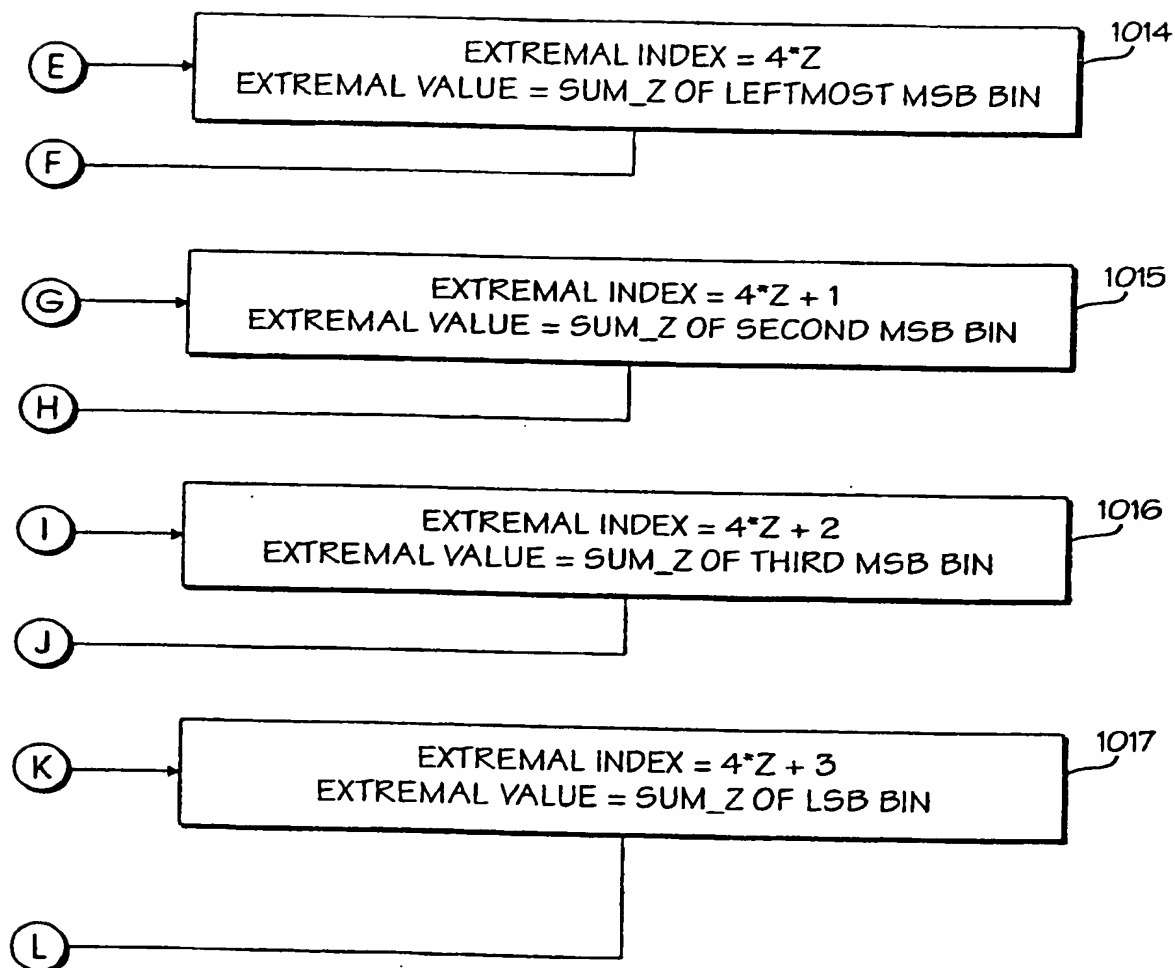 1014
E
EXTREMAL INDEX = 4*Z
EXTREMAL VALUE = SUM_Z OF LEFTMOST MSB BIN
F
1015
G
EXTREMAL INDEX = 4*Z + 1
EXTREMAL VALUE = SUM_Z OF SECOND MSB BIN
H
1016
I
EXTREMAL INDEX = 4*Z + 2
EXTREMAL VALUE = SUM_Z OF THIRD MSB BIN
J
1017
K
EXTREMAL INDEX = 4*Z + 3
EXTREMAL VALUE = SUM_Z OF LSB BIN
L